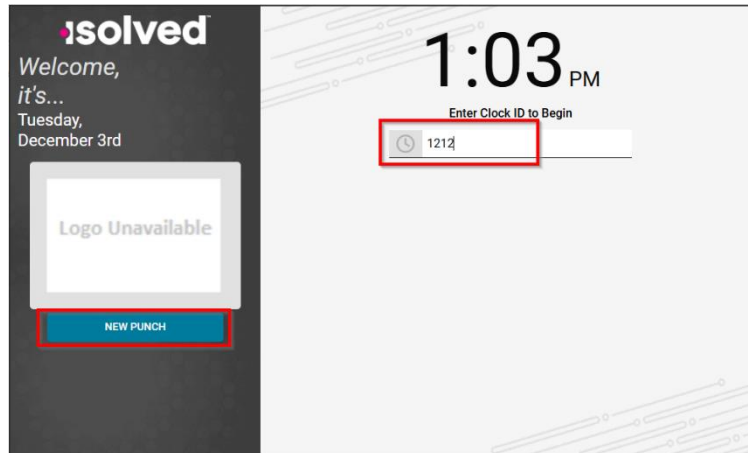 isolved
Welcome,
it's...
Tuesday,
December 3rd
Logo Unavailable
NEW PUNCH
1:03 PM
Enter Clock ID to Begin
1212